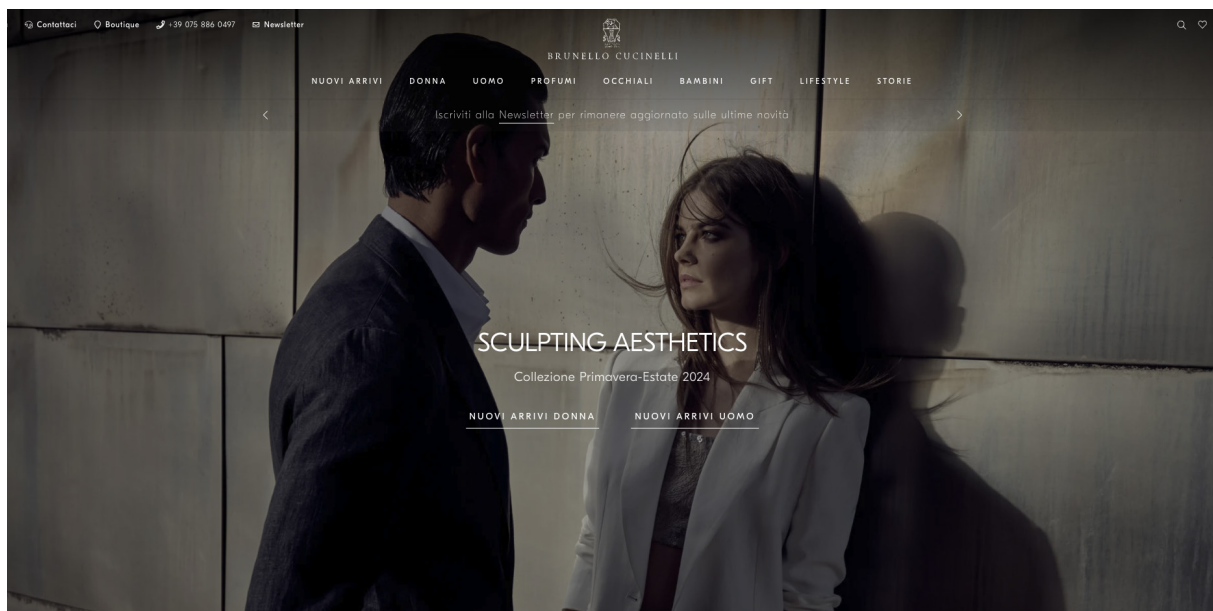 Contattaci Boutique +39 075 886 0497 Newsletter
BRUNELLO CUCINELLI
NUOVI ARRIVI DONNA UOMO PROFUMI OCCHIALI BAMBINI GIFT LIFESTYLE STORIE
Iscriviti alla Newsletter per rimanere aggiornato sulle ultime novità
SCULPTING AESTHETICS
Collezione Primavera-Estate 2024
NUOVI ARRIVI DONNA NUOVI ARRIVI UOMO